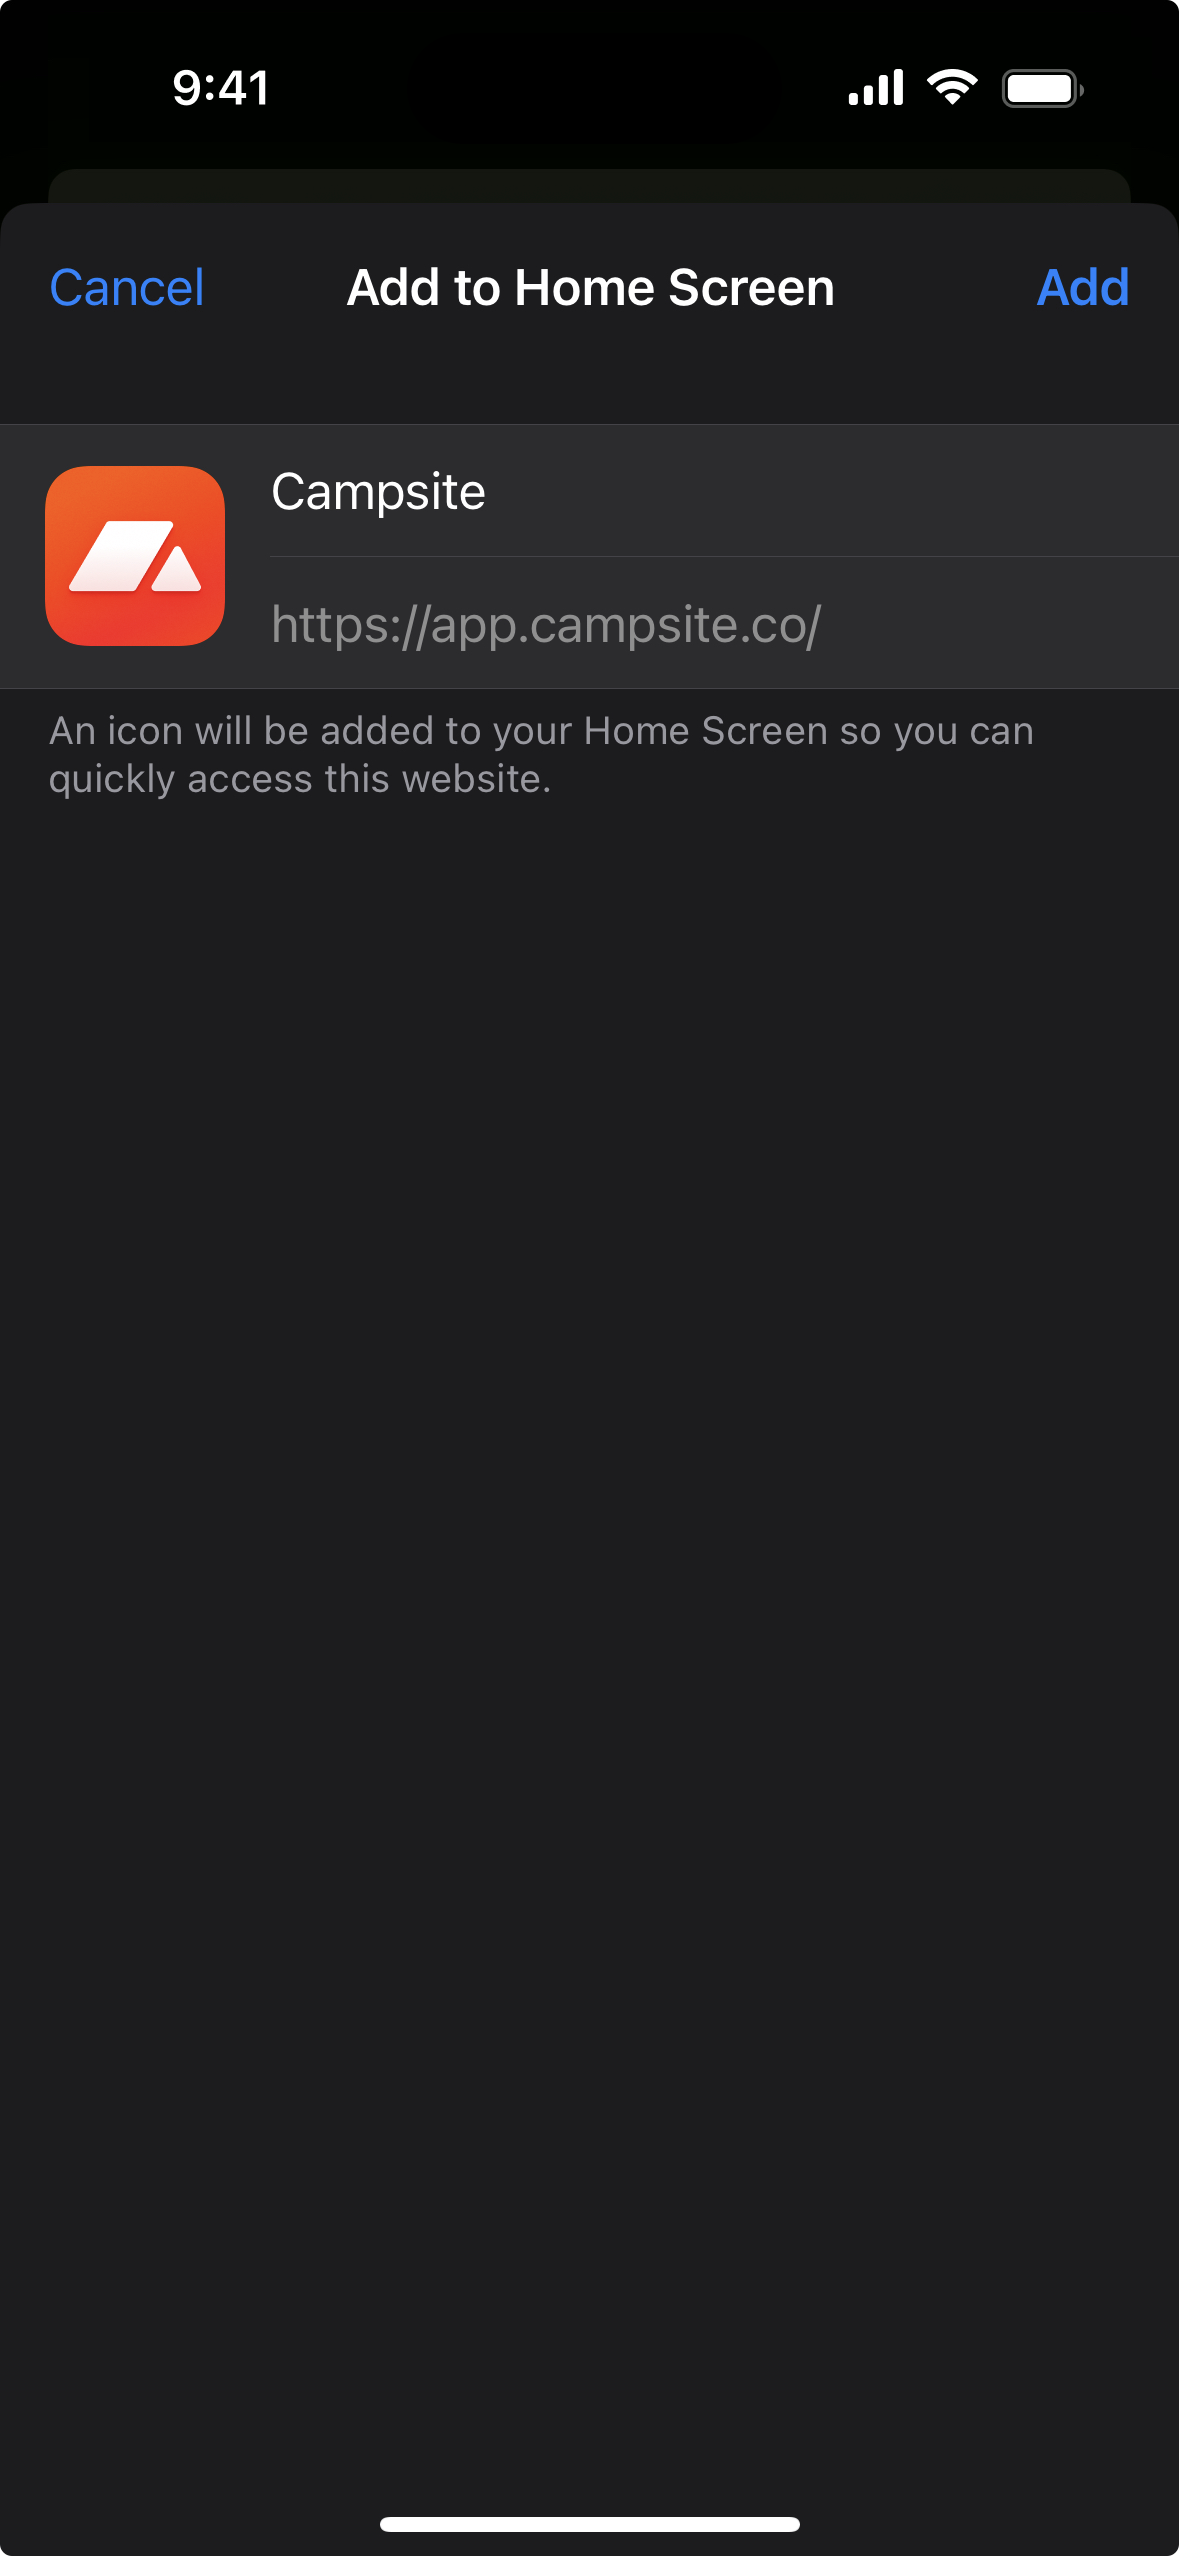 9:41
Cancel
Add to Home Screen
Add
Campsite
https://app.campsite.co/
An icon will be added to your Home Screen so you can
quickly access this website.